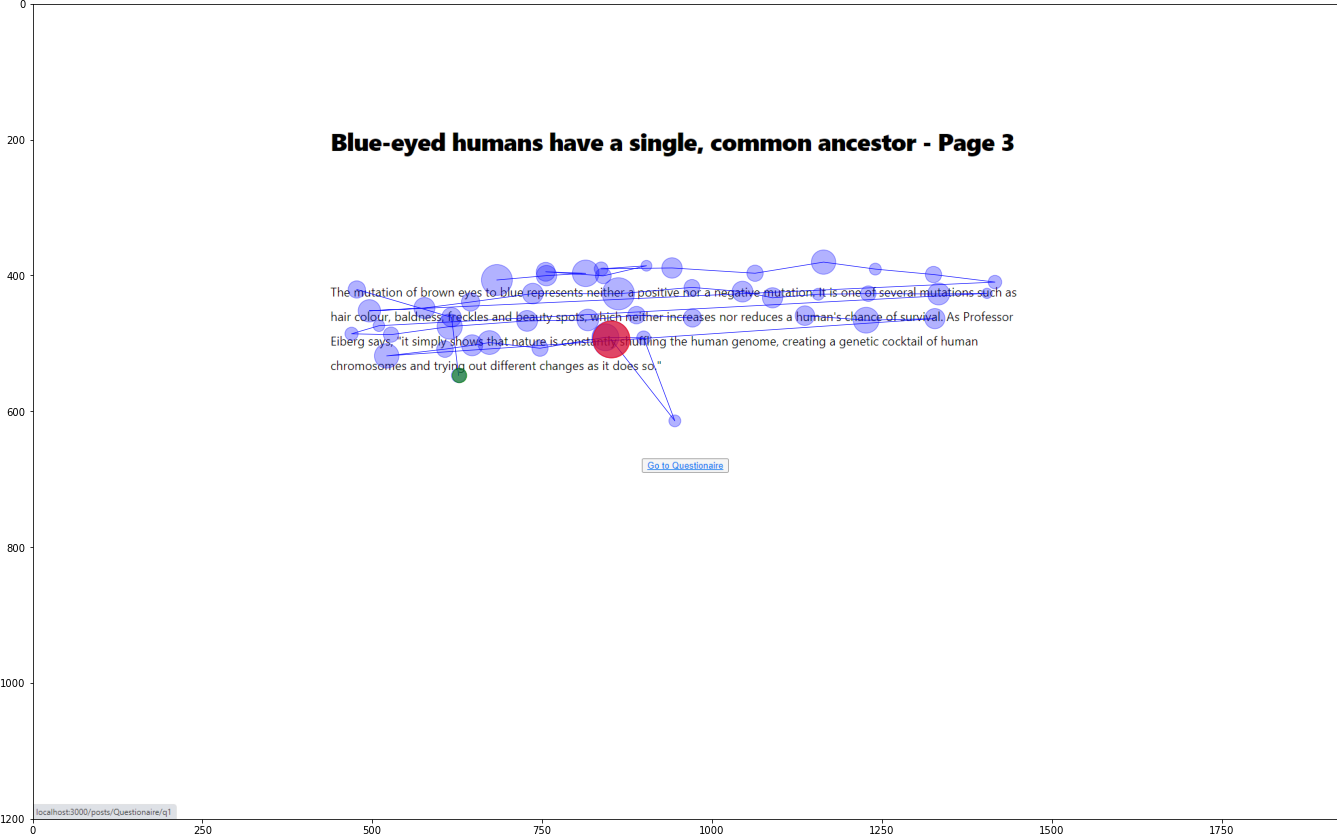 0
200
400
600
800
1000
1200
Blue-eyed humans have a single, common ancestor - Page 3
The mutation of brown eyes to blue represents neither a positive nor a negative mutation. It is one of several mutations such as
hair colour, baldness, freckles and beauty spots, which neither increases nor reduces a human's chance of survival. As Professor
Eiberg says, "it simply shows that nature is constantly shuffling the human genome, creating a genetic cocktail of human
chromosomes and trying out different changes as it does so."
Go to Questionaire
localhost:3000/posts/Questionaire/q1
0 250 500 750 1000 1250 1500 1750